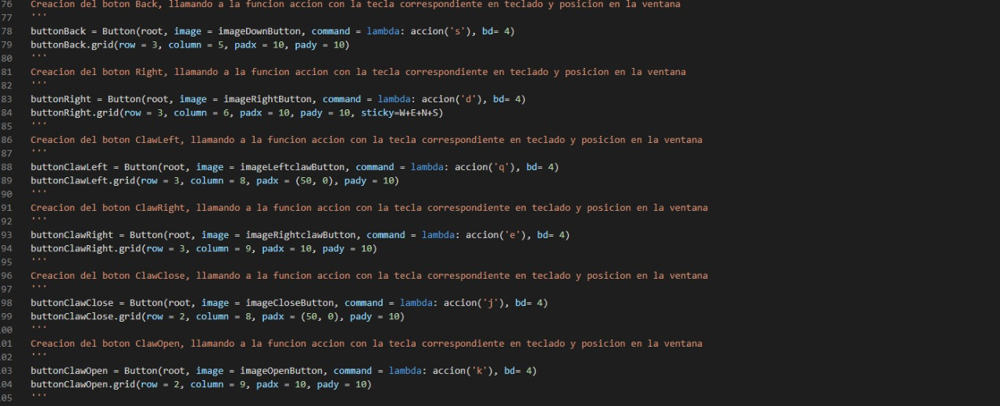 76 Creacion del boton Back, llamando a la funcion accion con la tecla correspondiente en teclado y posicion en la ventana
77 '''
78 buttonBack = Button(root, image = imageDownButton, command = lambda: accion('s'), bd= 4)
79 buttonBack.grid(row = 3, column = 5, padx = 10, pady = 10)
80 '''
81 Creacion del boton Right, llamando a la funcion accion con la tecla correspondiente en teclado y posicion en la ventana
82 '''
83 buttonRight = Button(root, image = imageRightButton, command = lambda: accion('d'), bd= 4)
84 buttonRight.grid(row = 3, column = 6, padx = 10, pady = 10, sticky=W+E+N+S)
85 '''
86 Creacion del boton ClawLeft, llamando a la funcion accion con la tecla correspondiente en teclado y posicion en la ventana
87 '''
88 buttonClawLeft = Button(root, image = imageLeftclawButton, command = lambda: accion('q'), bd= 4)
89 buttonClawLeft.grid(row = 3, column = 8, padx = (50, 0), pady = 10)
90 '''
91 Creacion del boton ClawRight, llamando a la funcion accion con la tecla correspondiente en teclado y posicion en la ventana
92 '''
93 buttonClawRight = Button(root, image = imageRightclawButton, command = lambda: accion('e'), bd= 4)
94 buttonClawRight.grid(row = 3, column = 9, padx = 10, pady = 10)
95 '''
96 Creacion del boton ClawClose, llamando a la funcion accion con la tecla correspondiente en teclado y posicion en la ventana
97 '''
98 buttonClawClose = Button(root, image = imageCloseButton, command = lambda: accion('j'), bd= 4)
99 buttonClawClose.grid(row = 2, column = 8, padx = (50, 0), pady = 10)
00 '''
01 Creacion del boton ClawOpen, llamando a la funcion accion con la tecla correspondiente en teclado y posicion en la ventana
02 '''
03 buttonClawOpen = Button(root, image = imageOpenButton, command = lambda: accion('k'), bd= 4)
04 buttonClawOpen.grid(row = 2, column = 9, padx = 10, pady = 10)
05 '''